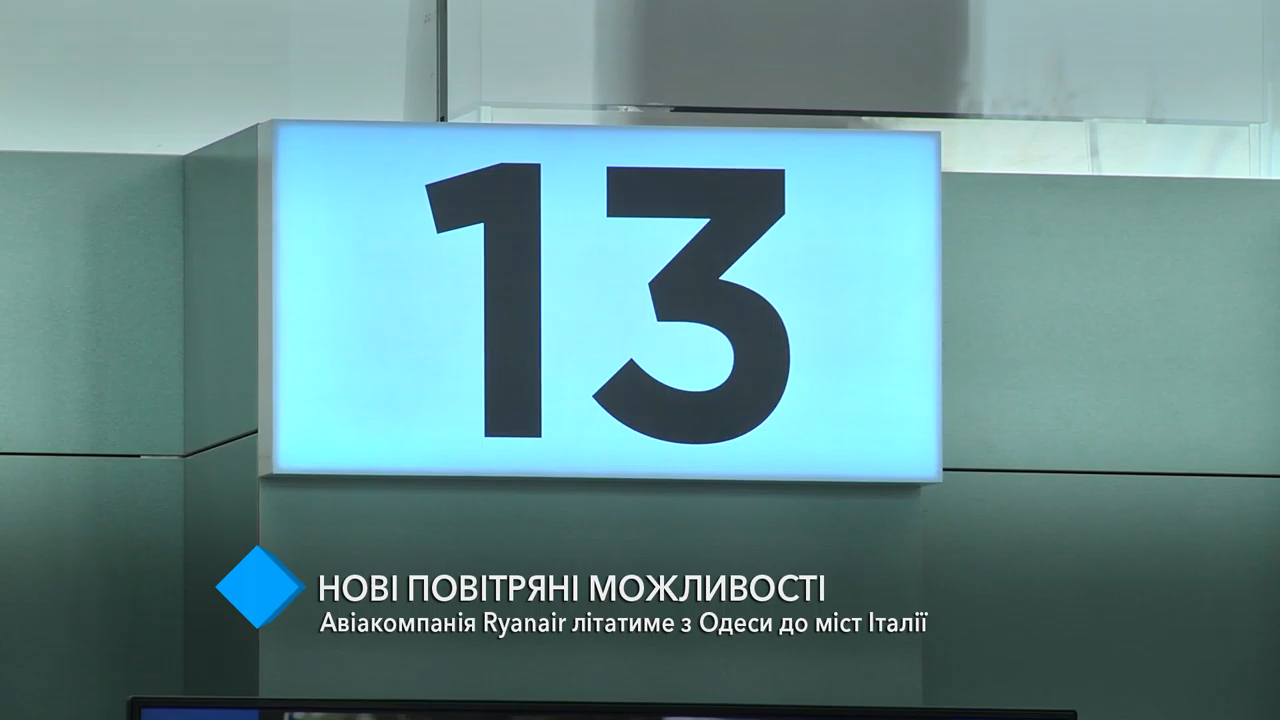 13
НОВІ ПОВІТРЯНІ МОЖЛИВОСТІ
Авіакомпанія Ryanair літатиме з Одеси до міст Італії